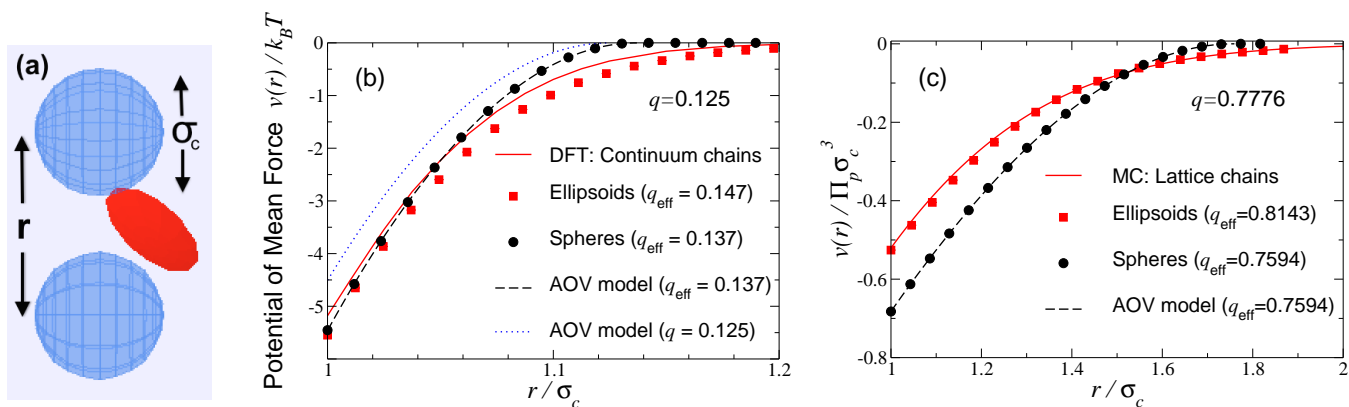 (a)
σc
r
Potential of Mean Force v(r) / kBT
0
-1
-2
-3
-4
-5
(b)
q=0.125
DFT: Continuum chains
Ellipsoids (qeff = 0.147)
Spheres (qeff = 0.137)
AOV model (qeff = 0.137)
AOV model (q = 0.125)
1
1.1
1.2
r / σc
v(r) / Πp σc³
0
-0.2
-0.4
-0.6
-0.8
(c)
q=0.7776
MC: Lattice chains
Ellipsoids (qeff=0.8143)
Spheres (qeff=0.7594)
AOV model (qeff=0.7594)
1
1.2
1.4
1.6
1.8
2
r / σc